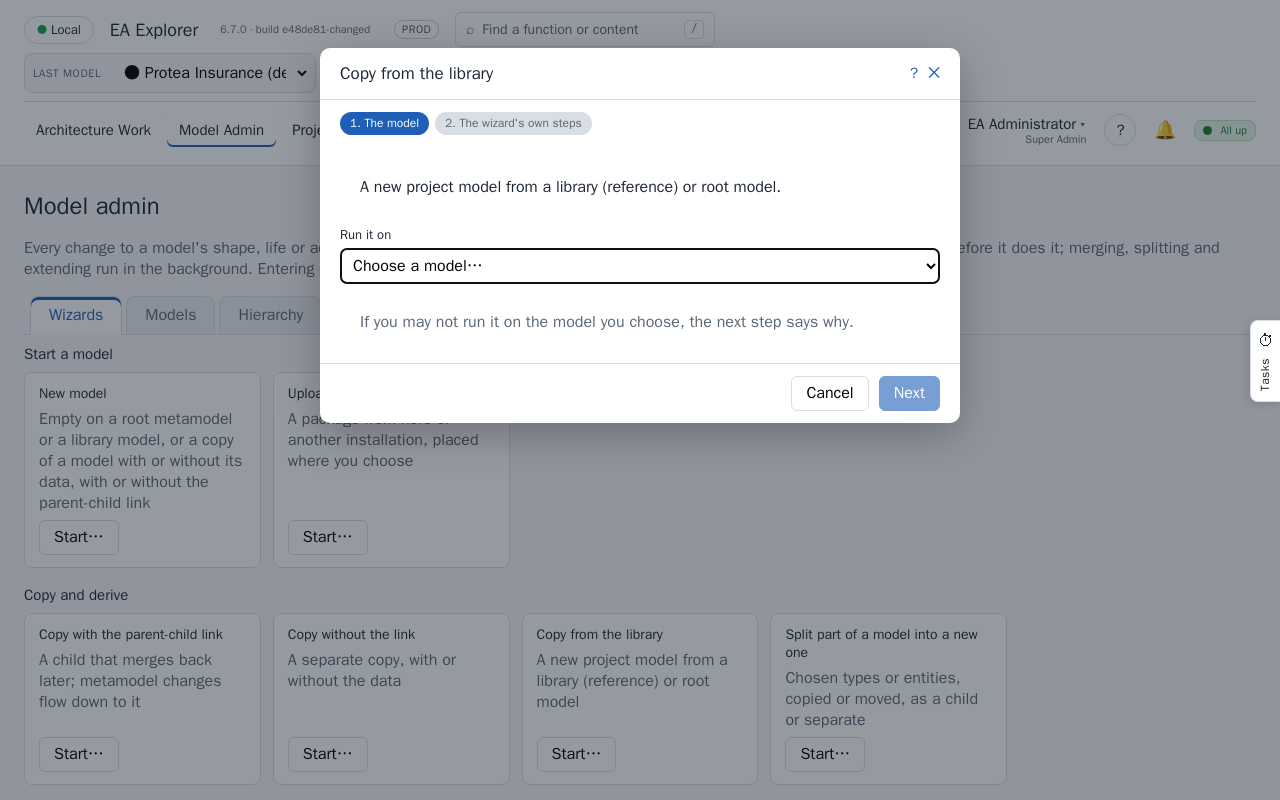 Local
EA Explorer
6.7.0 · build e48de81-changed
PROD
Find a function or content
/
LAST MODEL
Protea Insurance (de
Architecture Work
Model Admin
Proje
EA Administrator
Super Admin
?
All up
Copy from the library
?
1. The model
2. The wizard's own steps
A new project model from a library (reference) or root model.
Run it on
Choose a model…
If you may not run it on the model you choose, the next step says why.
Cancel
Next
Model admin
Every change to a model's shape, life or
efore it does it; merging, splitting and
extending run in the background. Entering
Wizards
Models
Hierarchy
Start a model
New model
Empty on a root metamodel
or a library model, or a copy
of a model with or without its
data, with or without the
parent-child link
Start…
Uploa
another installation, placed
where you choose
Start…
Tasks
Copy and derive
Copy with the parent-child link
A child that merges back
later; metamodel changes
flow down to it
Start…
Copy without the link
A separate copy, with or
without the data
Start…
Copy from the library
A new project model from a
library (reference) or root
model
Start…
Split part of a model into a new
one
Chosen types or entities,
copied or moved, as a child
or separate
Start…